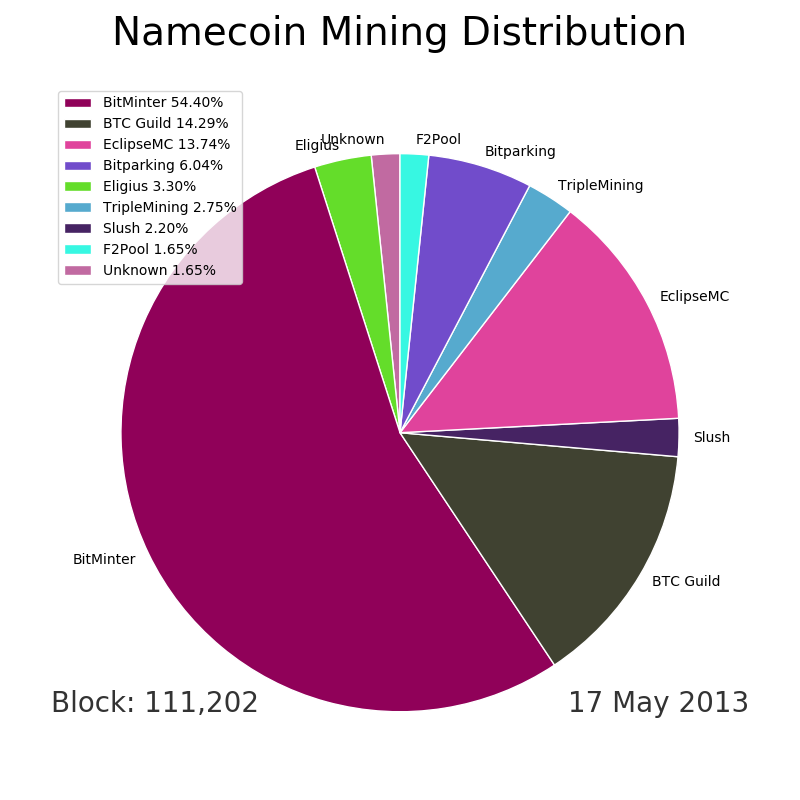 Namecoin Mining Distribution
BitMinter 54.40%
BTC Guild 14.29%
EclipseMC 13.74%
Bitparking 6.04%
Eligius 3.30%
TripleMining 2.75%
Slush 2.20%
F2Pool 1.65%
Unknown 1.65%
Eligius
Unknown
F2Pool
Bitparking
TripleMining
EclipseMC
Slush
BTC Guild
BitMinter
Block: 111,202
17 May 2013